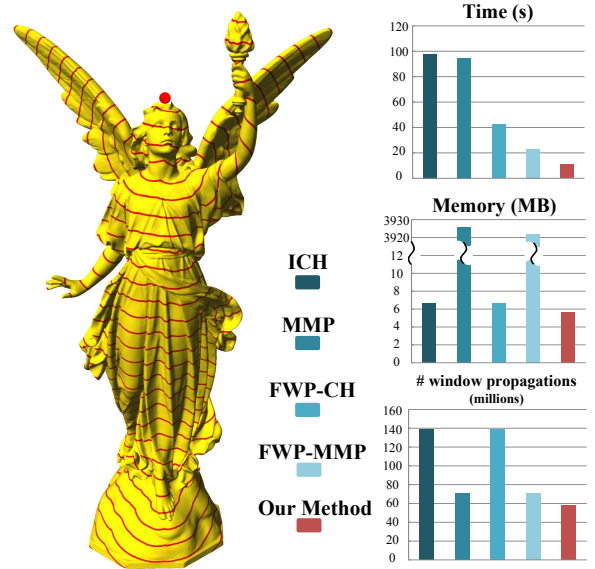 Time (s)
120
100
80
60
40
20
0
Memory (MB)
3930
3920
12
10
8
6
4
2
0
ICH
MMP
FWP-CH
FWP-MMP
Our Method
# window propagations
(millions)
160
140
120
100
80
60
40
20
0